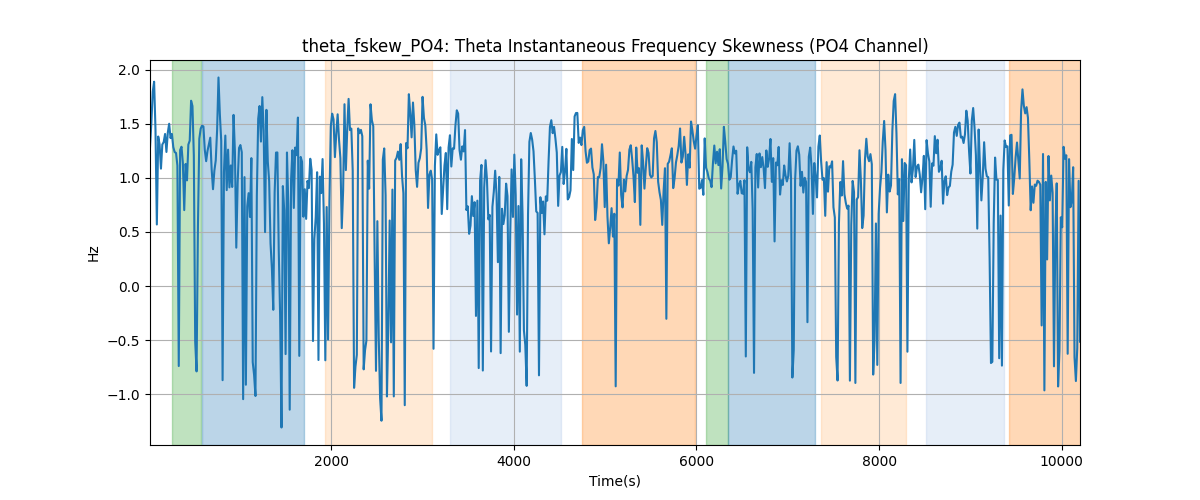 theta_fskew_PO4: Theta Instantaneous Frequency Skewness (PO4 Channel)
2.0
1.5
1.0
0.5
0.0
−0.5
−1.0
Hz
2000 4000 6000 8000 10000
Time(s)